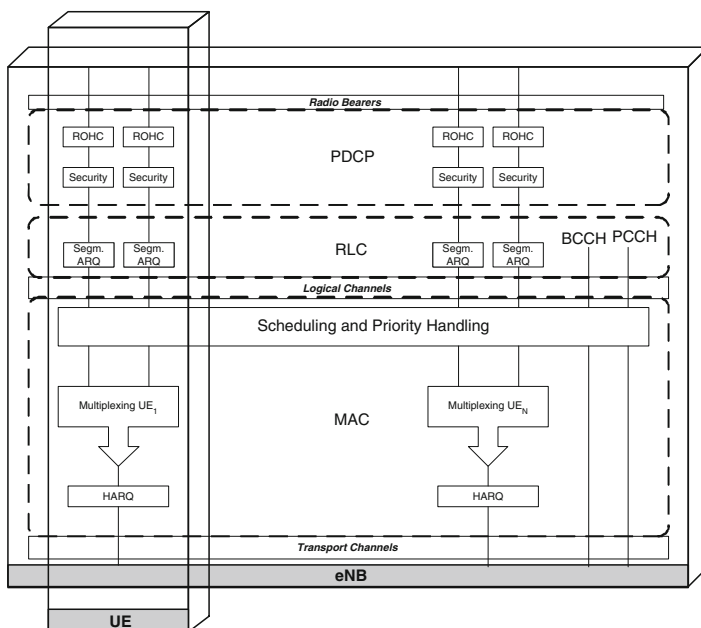 Radio Bearers
ROHC ROHC ROHC ROHC
PDCP
Security Security Security Security
BCCH PCCH
RLC
Segm. ARQ Segm. ARQ Segm. ARQ Segm. ARQ
Logical Channels
Scheduling and Priority Handling
Multiplexing UE1 Multiplexing UEN
MAC
HARQ HARQ
Transport Channels
eNB
UE